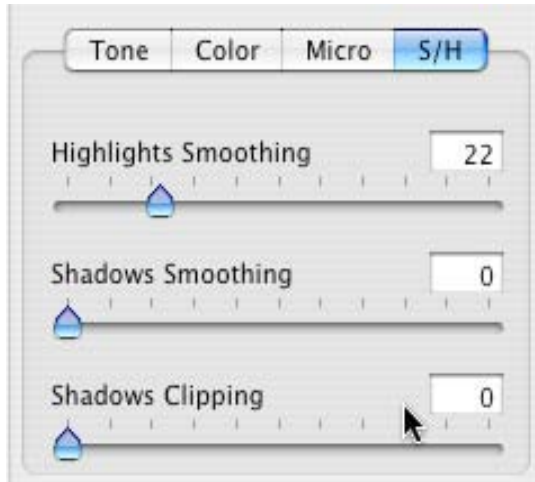 Tone Color Micro S/H
Highlights Smoothing 22
Shadows Smoothing 0
Shadows Clipping 0